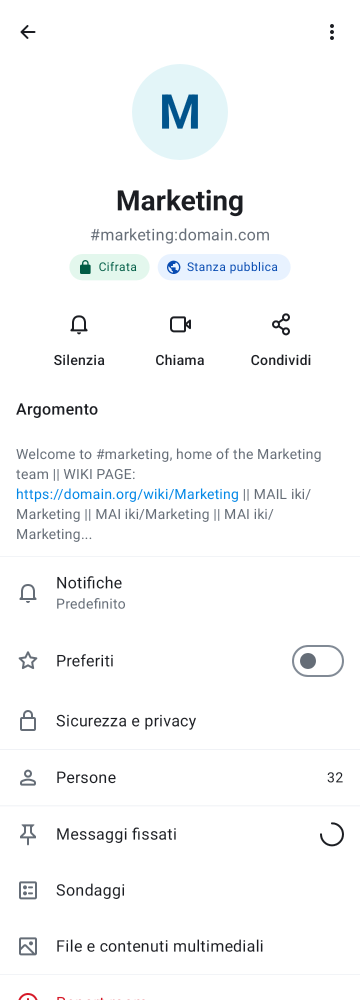 M
Marketing
#marketing:domain.com
Cifrata
Stanza pubblica
Silenzia
Chiama
Condividi
Argomento
Welcome to #marketing, home of the Marketing
team || WIKI PAGE:
https://domain.org/wiki/Marketing || MAIL iki/
Marketing || MAI iki/Marketing || MAI iki/
Marketing...
Notifiche
Predefinito
Preferiti
Sicurezza e privacy
Persone
32
Messaggi fissati
Sondaggi
File e contenuti multimediali
Report room